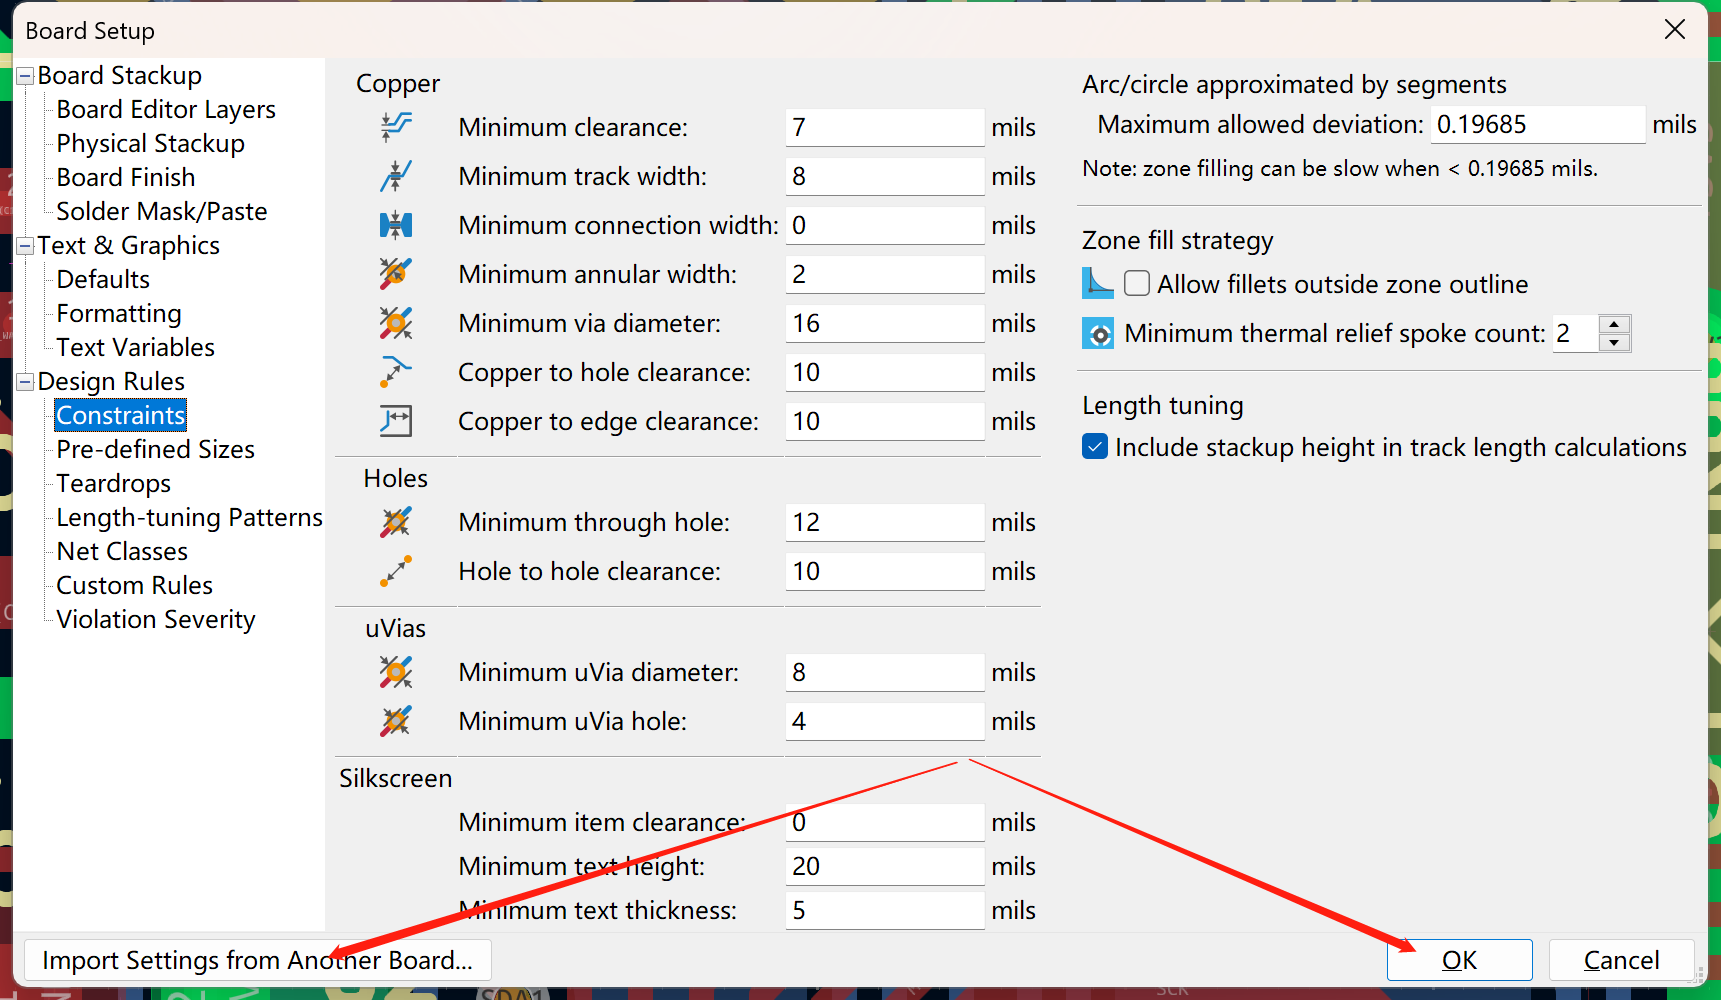 Board Setup
Board Stackup
Board Editor Layers
Physical Stackup
Board Finish
Solder Mask/Paste
Text & Graphics
Defaults
Formatting
Text Variables
Design Rules
Constraints
Pre-defined Sizes
Teardrops
Length-tuning Patterns
Net Classes
Custom Rules
Violation Severity
Copper
Minimum clearance: 7 mils
Minimum track width: 8 mils
Minimum connection width: 0 mils
Minimum annular width: 2 mils
Minimum via diameter: 16 mils
Copper to hole clearance: 10 mils
Copper to edge clearance: 10 mils
Holes
Minimum through hole: 12 mils
Hole to hole clearance: 10 mils
uVias
Minimum uVia diameter: 8 mils
Minimum uVia hole: 4 mils
Silkscreen
Minimum item clearance: 0 mils
Minimum text height: 20 mils
Minimum text thickness: 5 mils
Arc/circle approximated by segments
Maximum allowed deviation: 0.19685 mils
Note: zone filling can be slow when < 0.19685 mils.
Zone fill strategy
Allow fillets outside zone outline
Minimum thermal relief spoke count: 2
Length tuning
Include stackup height in track length calculations
Import Settings from Another Board...
OK
Cancel
SDA1
SCK